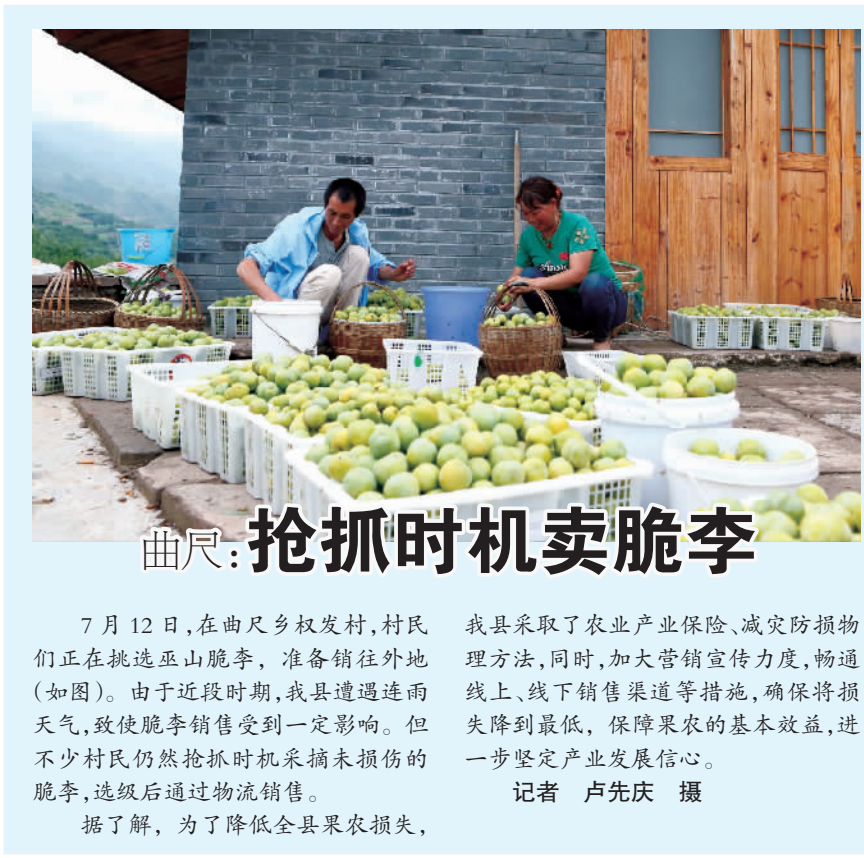 曲尺:抢抓时机卖脆李
7月12日,在曲尺乡权发村,村民
们正在挑选巫山脆李，准备销往外地
(如图)。由于近段时期,我县遭遇连雨
天气,致使脆李销售受到一定影响。但
不少村民仍然抢抓时机采摘未损伤的
脆李,选级后通过物流销售。
据了解，为了降低全县果农损失,
我县采取了农业产业保险、减灾防损物
理方法,同时,加大营销宣传力度,畅通
线上、线下销售渠道等措施,确保将损
失降到最低，保障果农的基本效益,进
一步坚定产业发展信心。
记者　卢先庆　摄